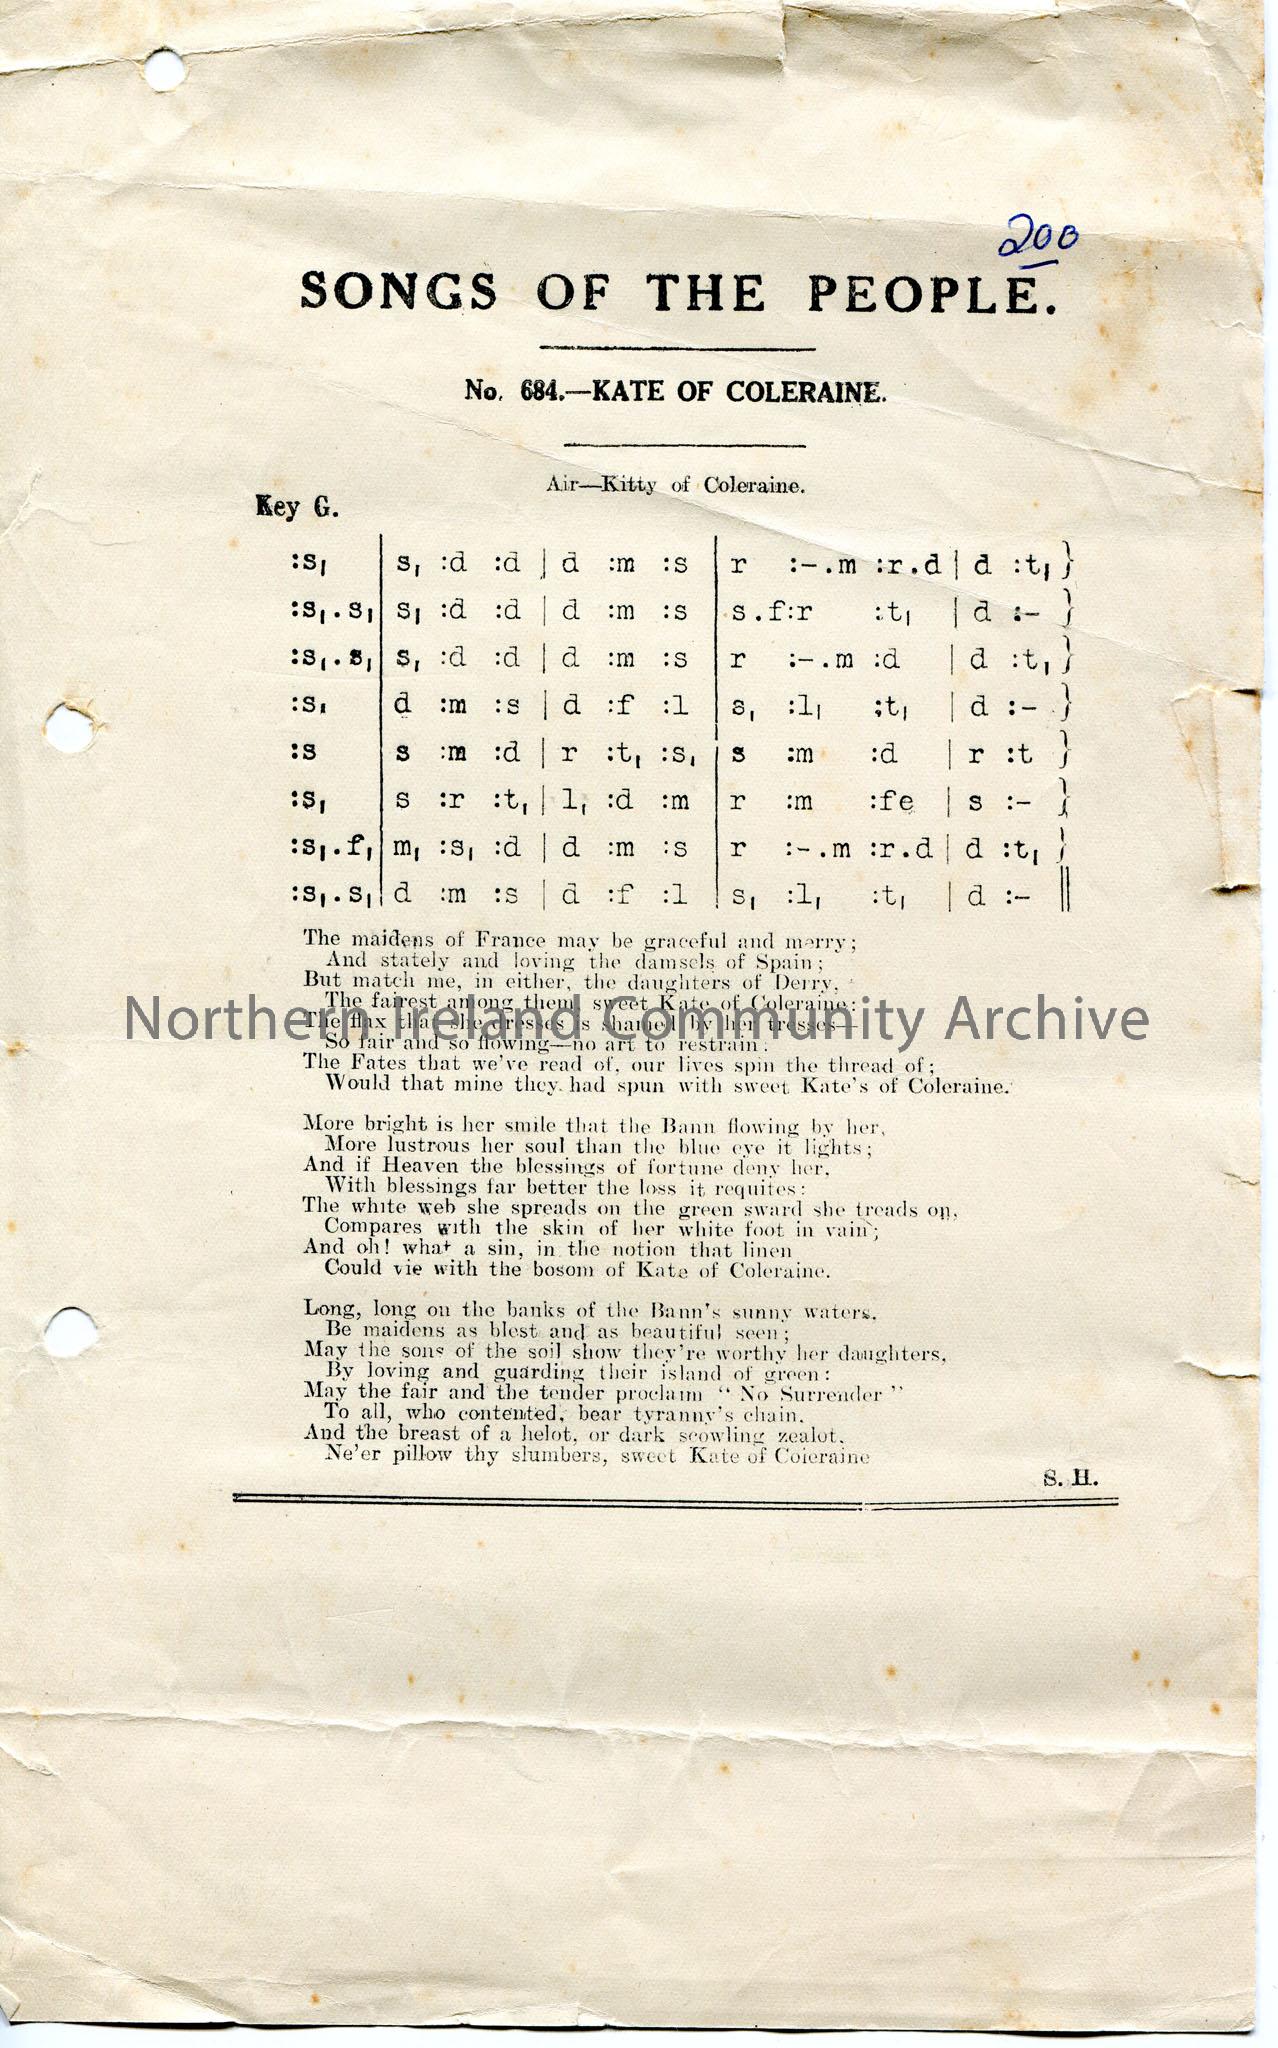 200
SONGS OF THE PEOPLE.
No. 684.—KATE OF COLERAINE.
Air—Kitty of Coleraine.
Key G.
:s, | s, :d :d | d :m :s | r :-.m :r.d | d :t, }
:s,.s, | s, :d :d | d :m :s | s.f:r :t, | d :- }
:s,.s, | s, :d :d | d :m :s | r :-.m :d | d :t, }
:s, | d :m :s | d :f :l | s, :l, :t, | d :- }
:s | s :m :d | r :t, :s, | s :m :d | r :t }
:s, | s :r :t, | l, :d :m | r :m :fe | s :- }
:s,.f, | m, :s, :d | d :m :s | r :-.m :r.d | d :t, }
:s,.s, | d :m :s | d :f :l | s, :l, :t, | d :- ||
The maidens of France may be graceful and merry;
And stately and loving the damsels of Spain;
But match me, in either, the daughters of Derry,
The fairest among them, sweet Kate of Coleraine:
Northern Ireland Community Archive
The flax that she dresses is shamed by her tresses—
So fair and so flowing—no art to restrain:
The Fates that we've read of, our lives spin the thread of;
Would that mine they had spun with sweet Kate's of Coleraine.
More bright is her smile that the Bann flowing by her,
More lustrous her soul than the blue eye it lights;
And if Heaven the blessings of fortune deny her,
With blessings far better the loss it requites:
The white web she spreads on the green sward she treads on,
Compares with the skin of her white foot in vain;
And oh! what a sin, in the notion that linen
Could vie with the bosom of Kate of Coleraine.
Long, long on the banks of the Bann's sunny waters,
Be maidens as blest and as beautiful seen;
May the sons of the soil show they're worthy her daughters,
By loving and guarding their island of green:
May the fair and the tender proclaim "No Surrender"
To all, who contented, bear tyranny's chain,
And the breast of a helot, or dark scowling zealot,
Ne'er pillow thy slumbers, sweet Kate of Coleraine
S. H.